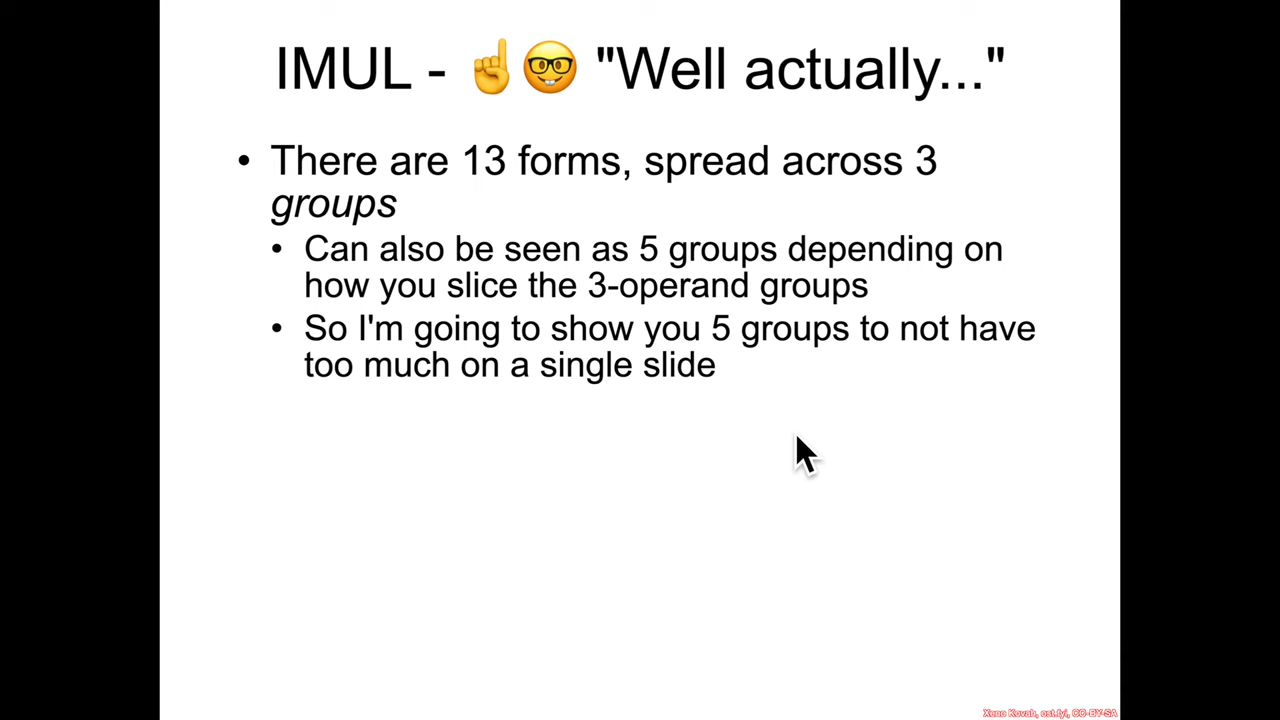 IMUL - ☝️🤓 "Well actually..."
• There are 13 forms, spread across 3
groups
• Can also be seen as 5 groups depending on
how you slice the 3-operand groups
• So I'm going to show you 5 groups to not have
too much on a single slide
Xeno Kovah, ost.fyi, CC-BY-SA